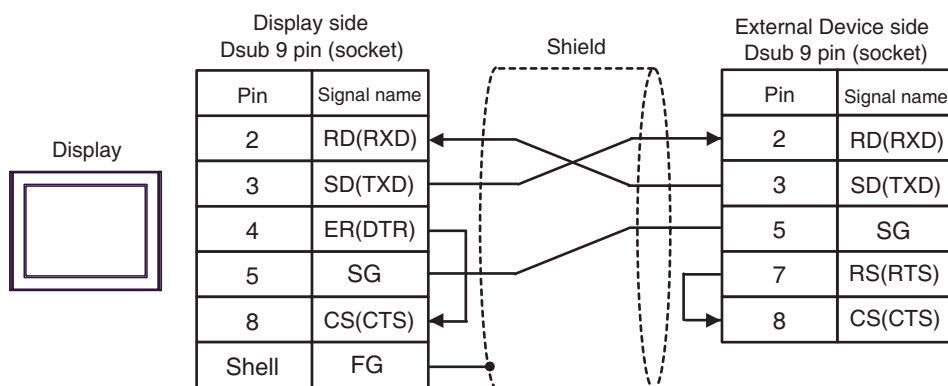 Display side
Dsub 9 pin (socket)
Shield
External Device side
Dsub 9 pin (socket)
Display
Pin Signal name
2 RD(RXD)
3 SD(TXD)
4 ER(DTR)
5 SG
8 CS(CTS)
Shell FG
Pin Signal name
2 RD(RXD)
3 SD(TXD)
5 SG
7 RS(RTS)
8 CS(CTS)